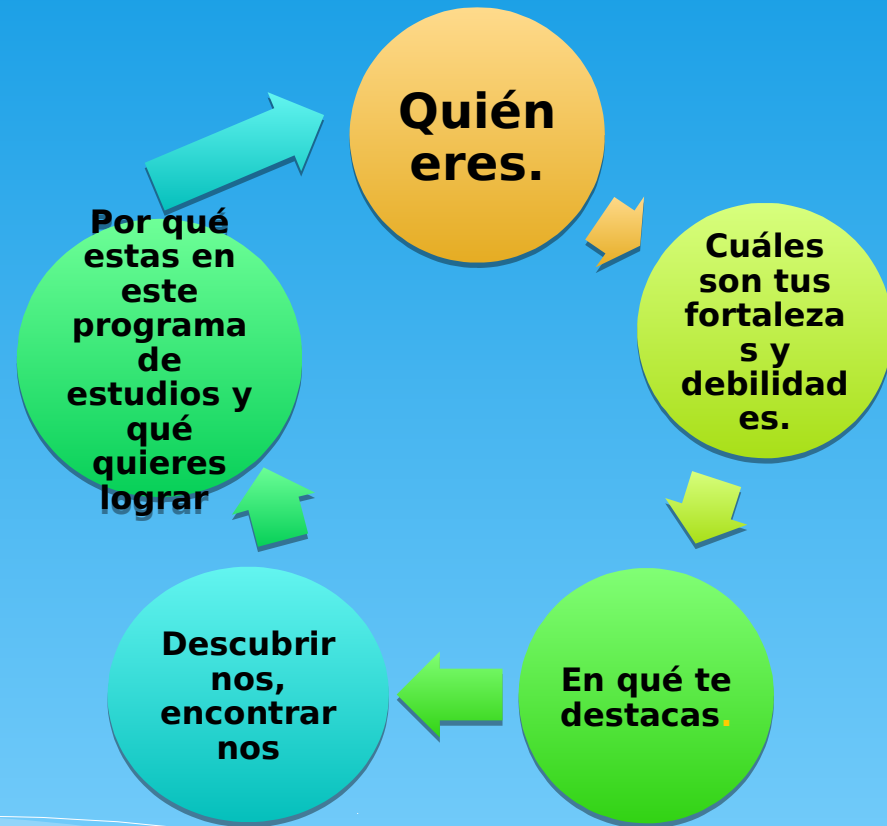 Quién
eres.
Cuáles
son tus
fortaleza
s y
debilidad
es.
En qué te
destacas.
Descubrir
nos,
encontrar
nos
Por qué
estas en
este
programa
de
estudios y
qué
quieres
lograr